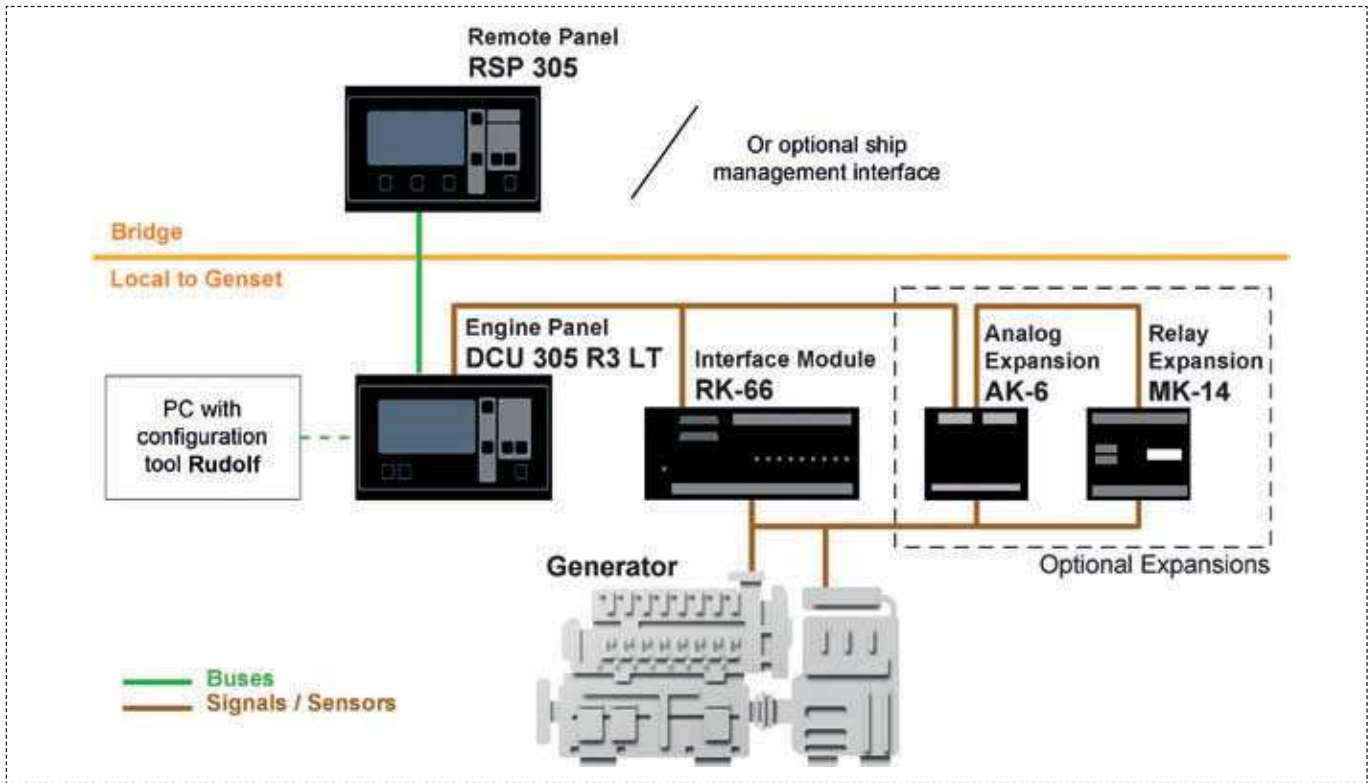 Remote Panel
RSP 305
Or optional ship
management interface
Bridge
Local to Genset
Engine Panel
DCU 305 R3 LT
Interface Module
RK-66
Analog
Expansion
AK-6
Relay
Expansion
MK-14
PC with
configuration
tool Rudolf
Optional Expansions
Generator
Buses
Signals / Sensors